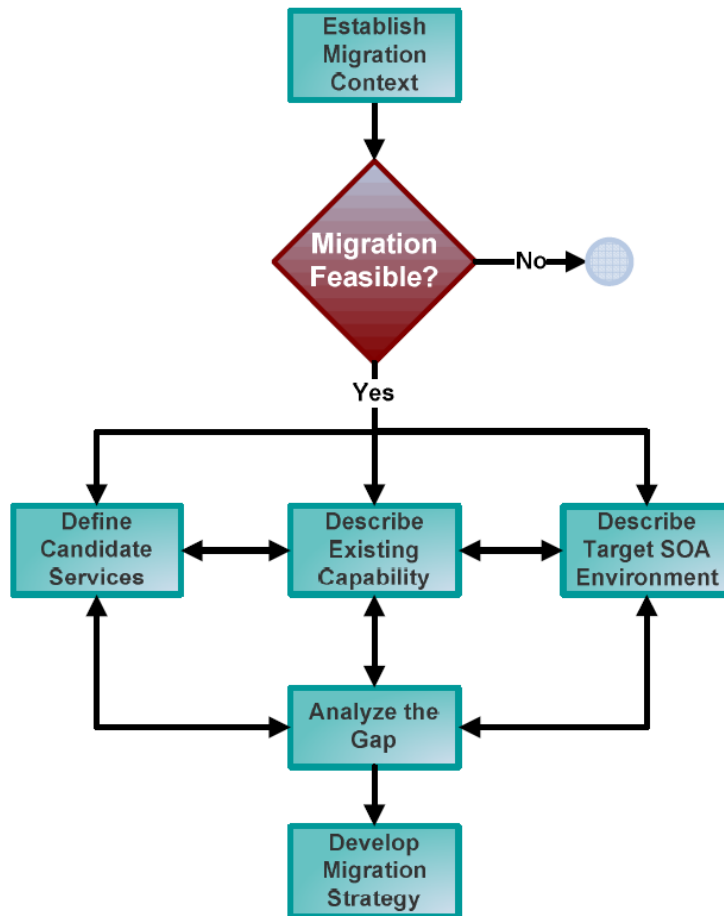 Establish
Migration
Context
Migration
Feasible?
No
Yes
Define
Candidate
Services
Describe
Existing
Capability
Describe
Target SOA
Environment
Analyze the
Gap
Develop
Migration
Strategy